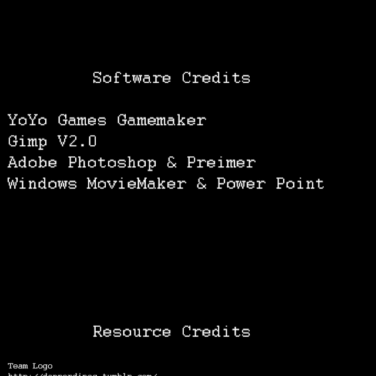 Software Credits
YoYo Games Gamemaker
Gimp V2.0
Adobe Photoshop & Preimer
Windows MovieMaker & Power Point
Resource Credits
Team Logo